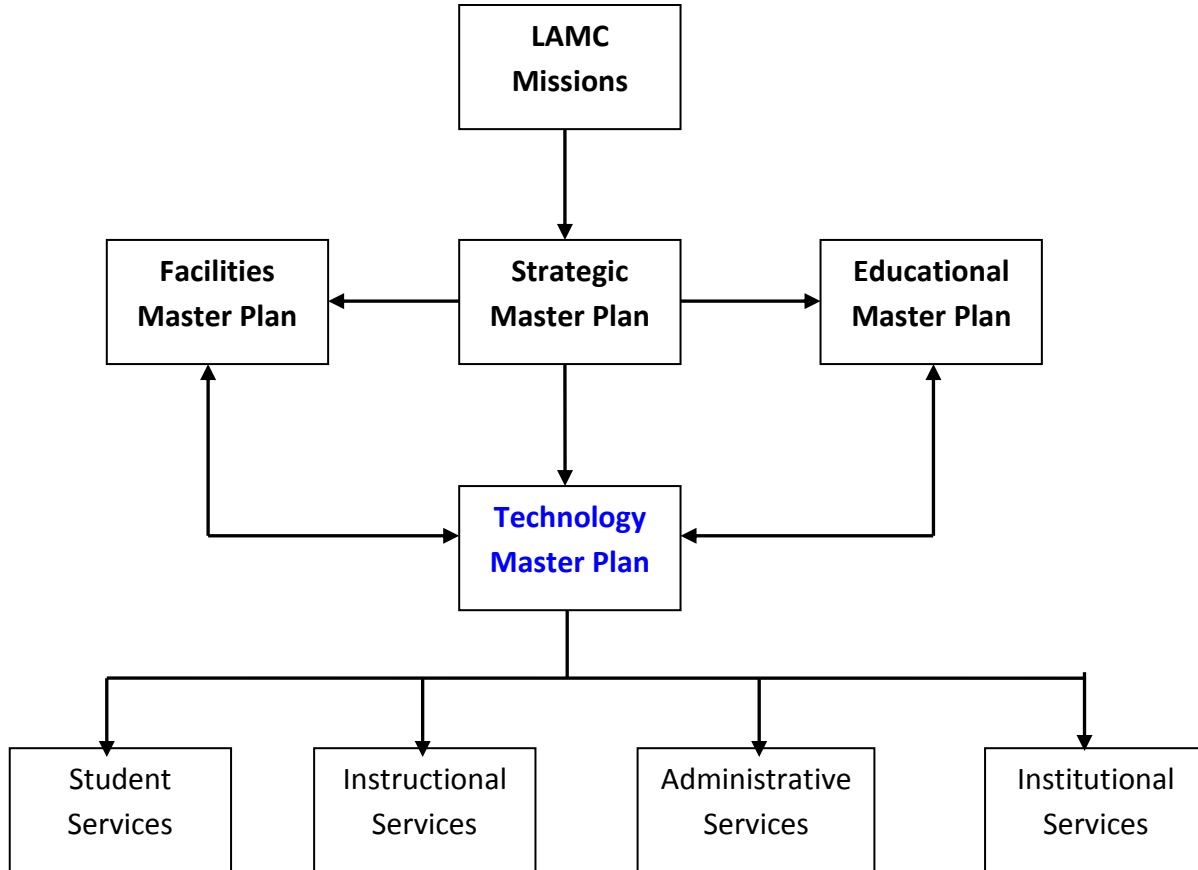 LAMC
Missions
Facilities
Master Plan
Strategic
Master Plan
Educational
Master Plan
Technology
Master Plan
Student
Services
Instructional
Services
Administrative
Services
Institutional
Services